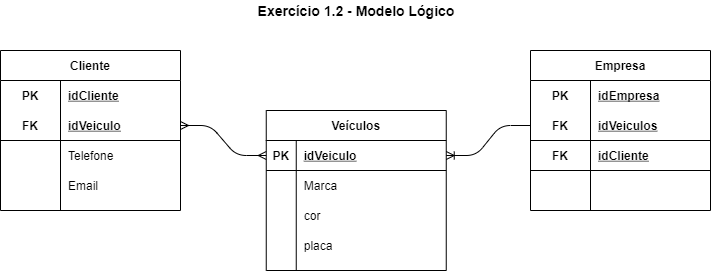 Exercício 1.2 - Modelo Lógico
Cliente
PK idCliente
FK idVeiculo
Telefone
Email
Veículos
PK idVeiculo
Marca
cor
placa
Empresa
PK idEmpresa
FK idVeiculos
FK idCliente